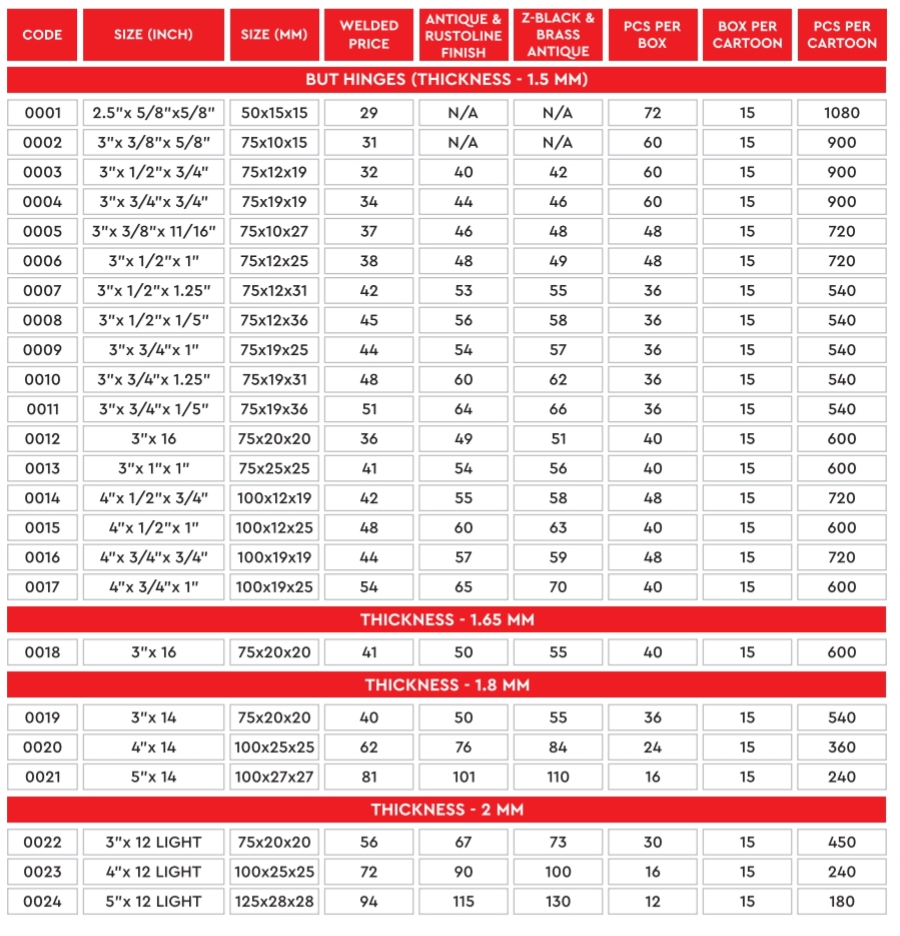 CODE SIZE (INCH) SIZE (MM) WELDED PRICE ANTIQUE & RUSTOLINE FINISH Z-BLACK & BRASS ANTIQUE PCS PER BOX BOX PER CARTOON PCS PER CARTOON
BUT HINGES (THICKNESS - 1.5 MM)
0001 2.5"x 5/8"x5/8" 50x15x15 29 N/A N/A 72 15 1080
0002 3"x 3/8"x 5/8" 75x10x15 31 N/A N/A 60 15 900
0003 3"x 1/2"x 3/4" 75x12x19 32 40 42 60 15 900
0004 3"x 3/4"x 3/4" 75x19x19 34 44 46 60 15 900
0005 3"x 3/8"x 11/16" 75x10x27 37 46 48 48 15 720
0006 3"x 1/2"x 1" 75x12x25 38 48 49 48 15 720
0007 3"x 1/2"x 1.25" 75x12x31 42 53 55 36 15 540
0008 3"x 1/2"x 1/5" 75x12x36 45 56 58 36 15 540
0009 3"x 3/4"x 1" 75x19x25 44 54 57 36 15 540
0010 3"x 3/4"x 1.25" 75x19x31 48 60 62 36 15 540
0011 3"x 3/4"x 1/5" 75x19x36 51 64 66 36 15 540
0012 3"x 16 75x20x20 36 49 51 40 15 600
0013 3"x 1"x 1" 75x25x25 41 54 56 40 15 600
0014 4"x 1/2"x 3/4" 100x12x19 42 55 58 48 15 720
0015 4"x 1/2"x 1" 100x12x25 48 60 63 40 15 600
0016 4"x 3/4"x 3/4" 100x19x19 44 57 59 48 15 720
0017 4"x 3/4"x 1" 100x19x25 54 65 70 40 15 600
THICKNESS - 1.65 MM
0018 3"x 16 75x20x20 41 50 55 40 15 600
THICKNESS - 1.8 MM
0019 3"x 14 75x20x20 40 50 55 36 15 540
0020 4"x 14 100x25x25 62 76 84 24 15 360
0021 5"x 14 100x27x27 81 101 110 16 15 240
THICKNESS - 2 MM
0022 3"x 12 LIGHT 75x20x20 56 67 73 30 15 450
0023 4"x 12 LIGHT 100x25x25 72 90 100 16 15 240
0024 5"x 12 LIGHT 125x28x28 94 115 130 12 15 180